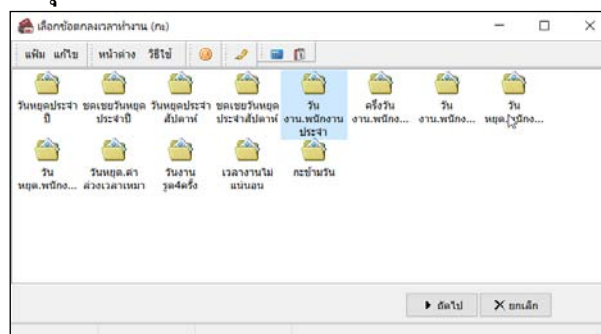 เลือกข้อตกลงเวลาทำงาน (กะ)
แฟ้ม แก้ไข หน้าต่าง วิธีใช้
วันหยุดประจำปี
ชดเชยวันหยุดประจำปี
วันหยุดประจำสัปดาห์
ชดเชยวันหยุดประจำสัปดาห์
วันงาน.พนักงานประจำ
ครึ่งวันงาน.พนักง...
วันงาน.พนักง...
วันหยุด.พนักง...
วันหยุด.พนักง...
วันหยุด.ค่าล่วงเวลาเหมา
วันงานรูด4ครั้ง
เวลางานไม่แน่นอน
กะข้ามวัน
ถัดไป
ยกเลิก